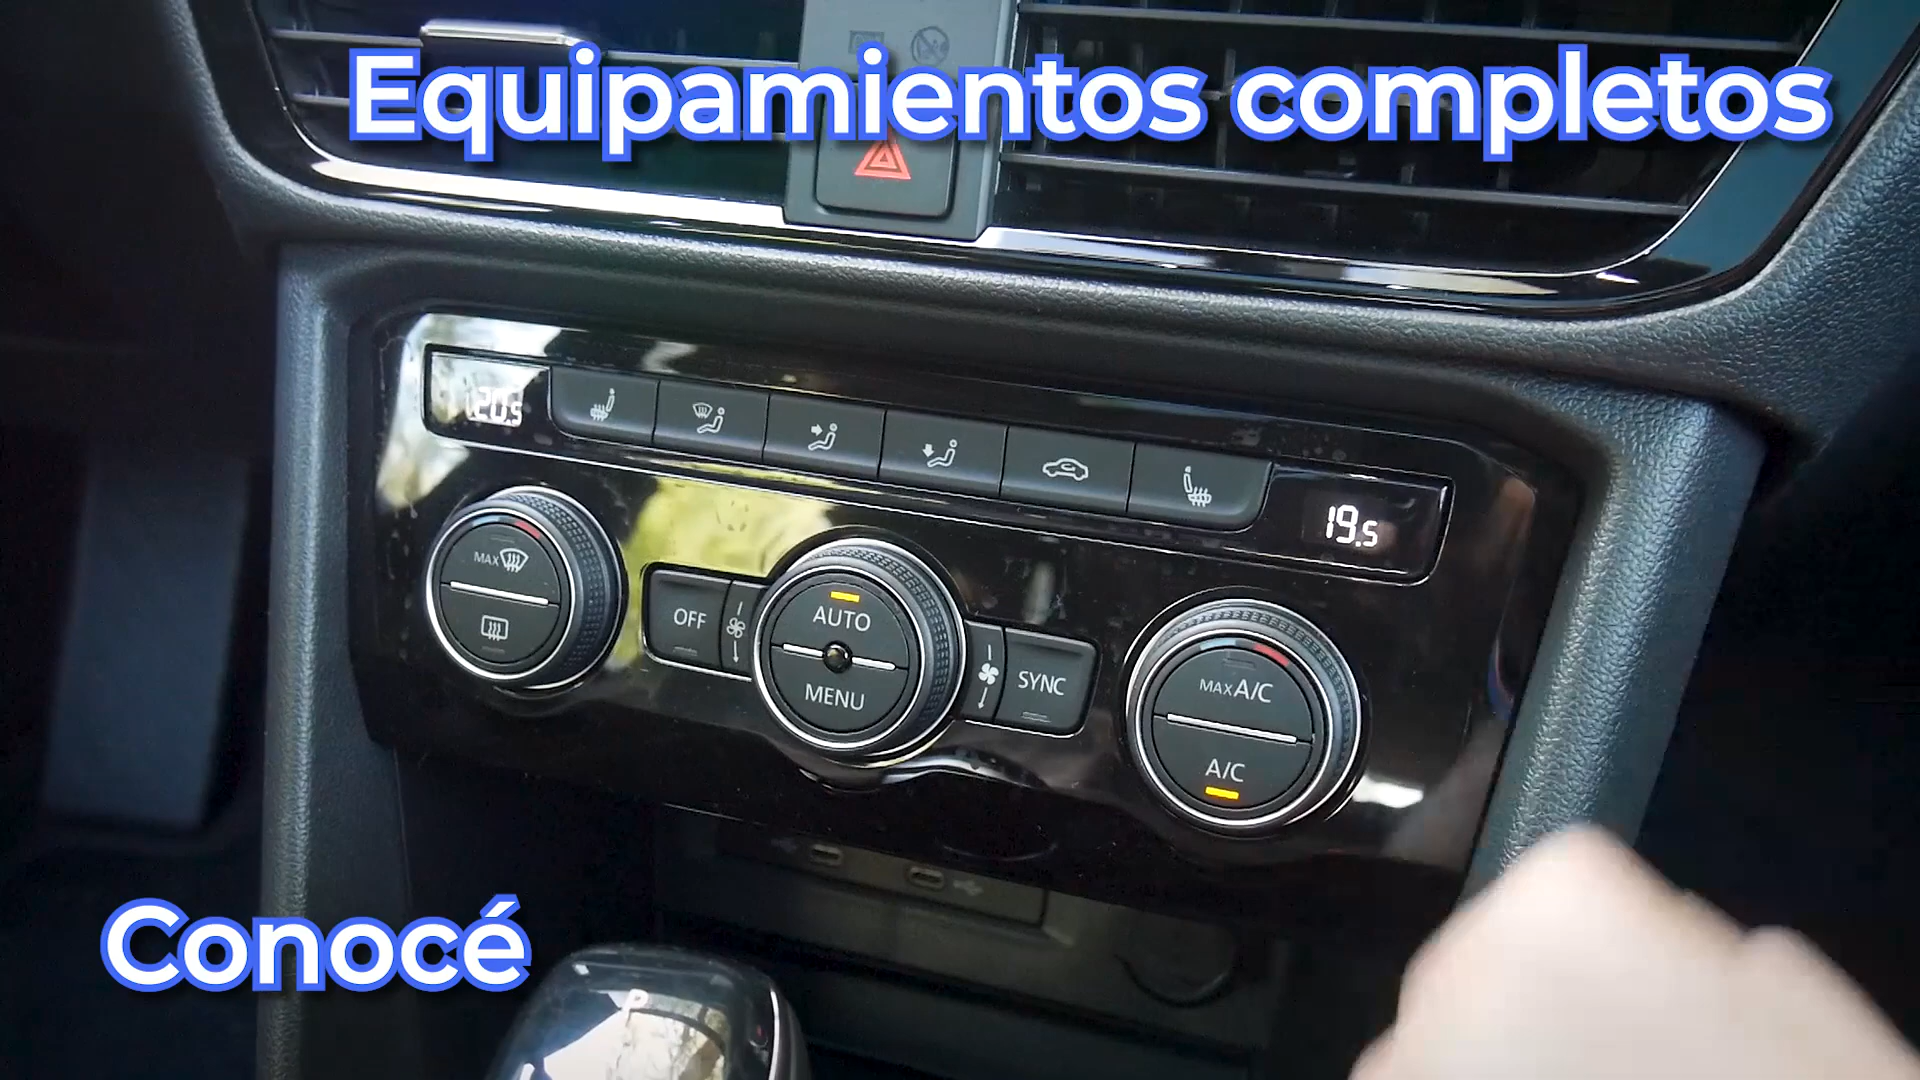 Equipamientos completos
20.5
19.5
MAX
OFF
AUTO
MENU
SYNC
MAX A/C
A/C
Conocé
P